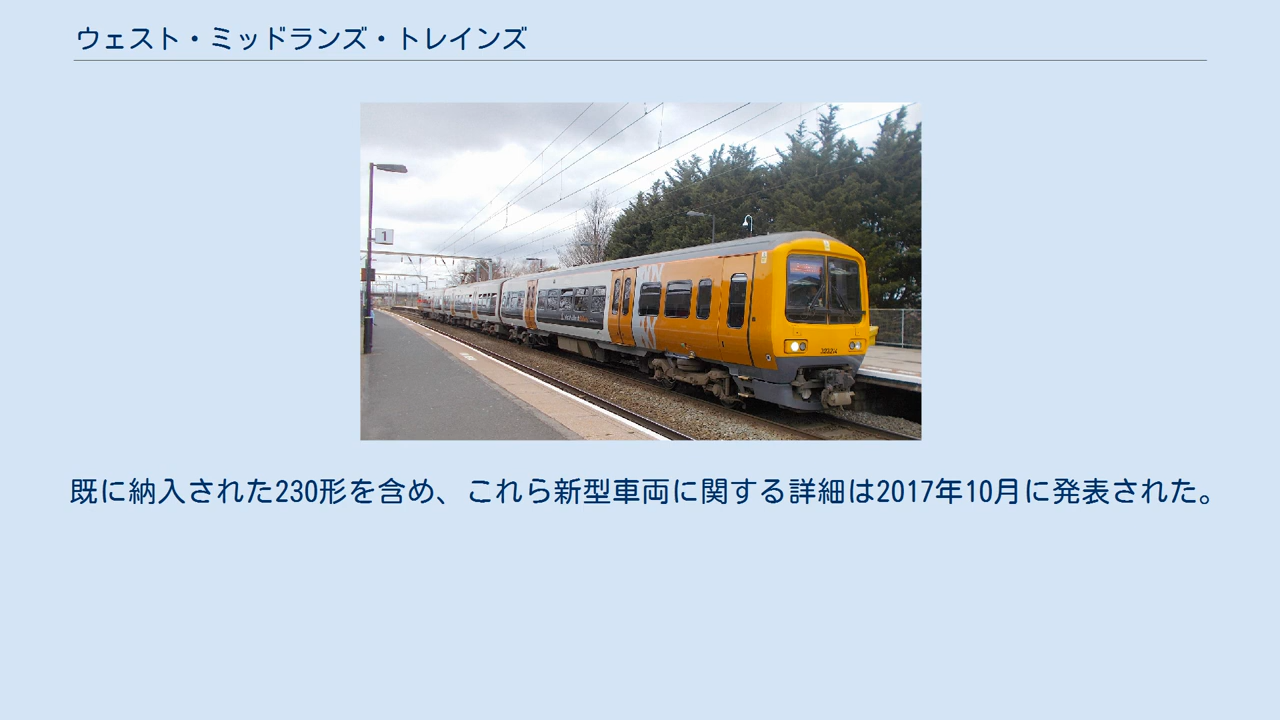 ウェスト・ミッドランズ・トレインズ
1
既に納入された230形を含め、これら新型車両に関する詳細は2017年10月に発表された。